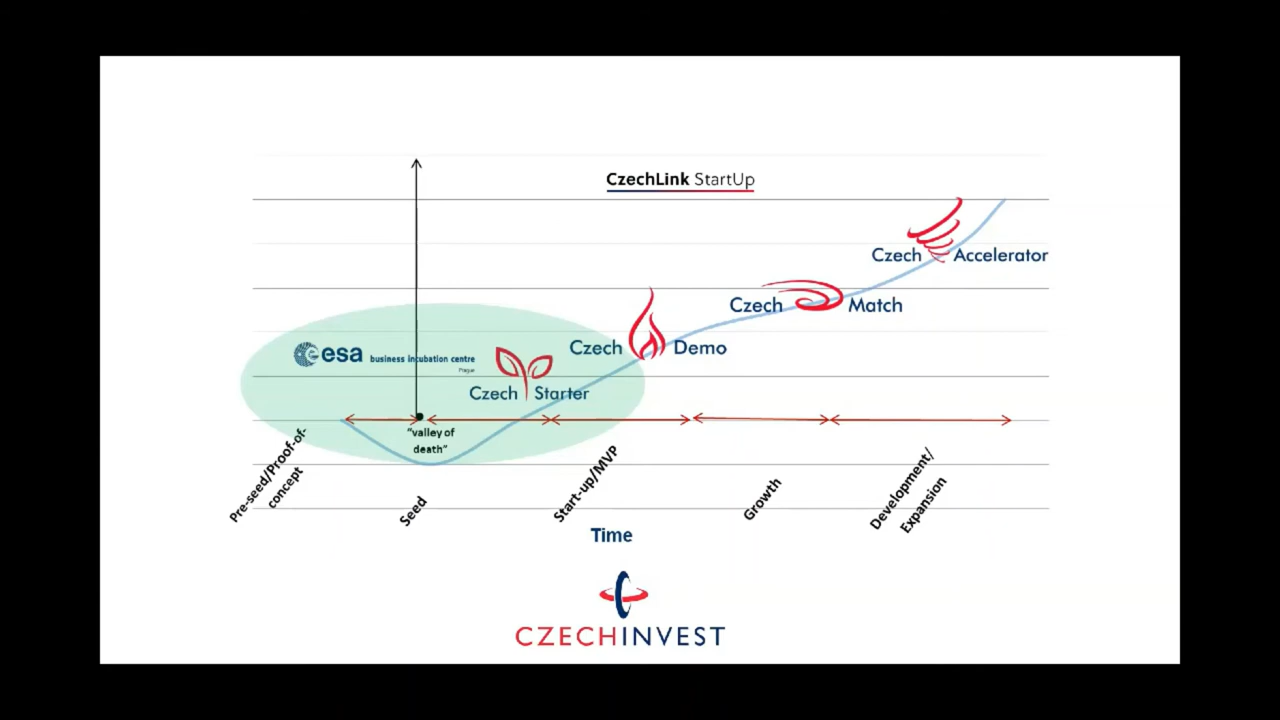 CzechLink StartUp
Czech Accelerator
Czech Match
Czech Demo
esa business incubation centre
Prague
Czech Starter
"valley of
death"
Pre-seed/Proof-of-
concept
Seed
Start-up/MVP
Growth
Development/
Expansion
Time
CZECHINVEST